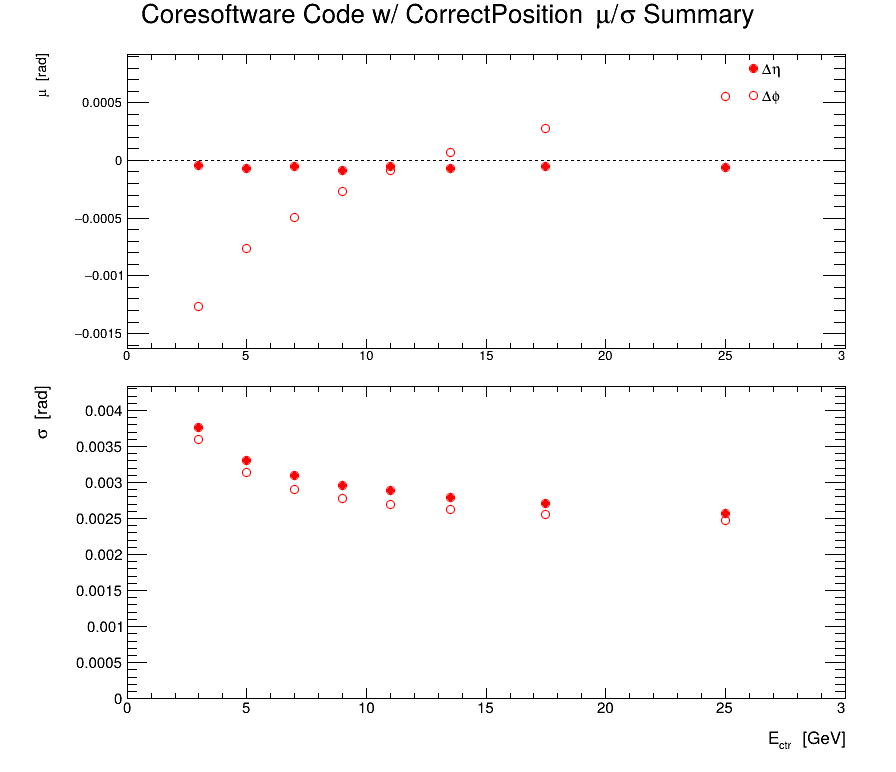 Coresoftware Code w/ CorrectPosition μ/σ Summary
μ [rad]
Δη
Δϕ
0.0005
0
−0.0005
−0.001
−0.0015
0 5 10 15 20 25 3
σ [rad]
0.004
0.0035
0.003
0.0025
0.002
0.0015
0.001
0.0005
0
0 5 10 15 20 25 3
E_ctr [GeV]